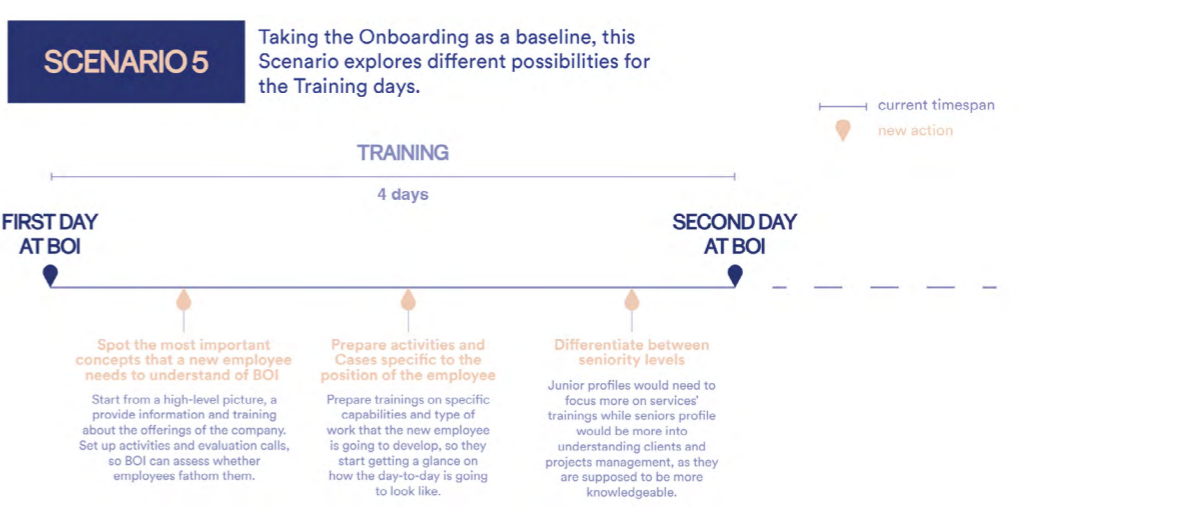 SCENARIO 5
Taking the Onboarding as a baseline, this
Scenario explores different possibilities for
the Training days.
current timespan
new action
TRAINING
4 days
FIRST DAY
AT BOI
SECOND DAY
AT BOI
Spot the most important
concepts that a new employee
needs to understand of BOI
Start from a high-level picture, a
provide information and training
about the offerings of the company.
Set up activities and evaluation calls,
so BOI can assess whether
employees fathom them.
Prepare activities and
Cases specific to the
position of the employee
Prepare trainings on specific
capabilities and type of
work that the new employee
is going to develop, so they
start getting a glance on
how the day-to-day is going
to look like.
Differentiate between
seniority levels
Junior profiles would need to
focus more on services'
trainings while seniors profile
would be more into
understanding clients and
projects management, as they
are supposed to be more
knowledgeable.